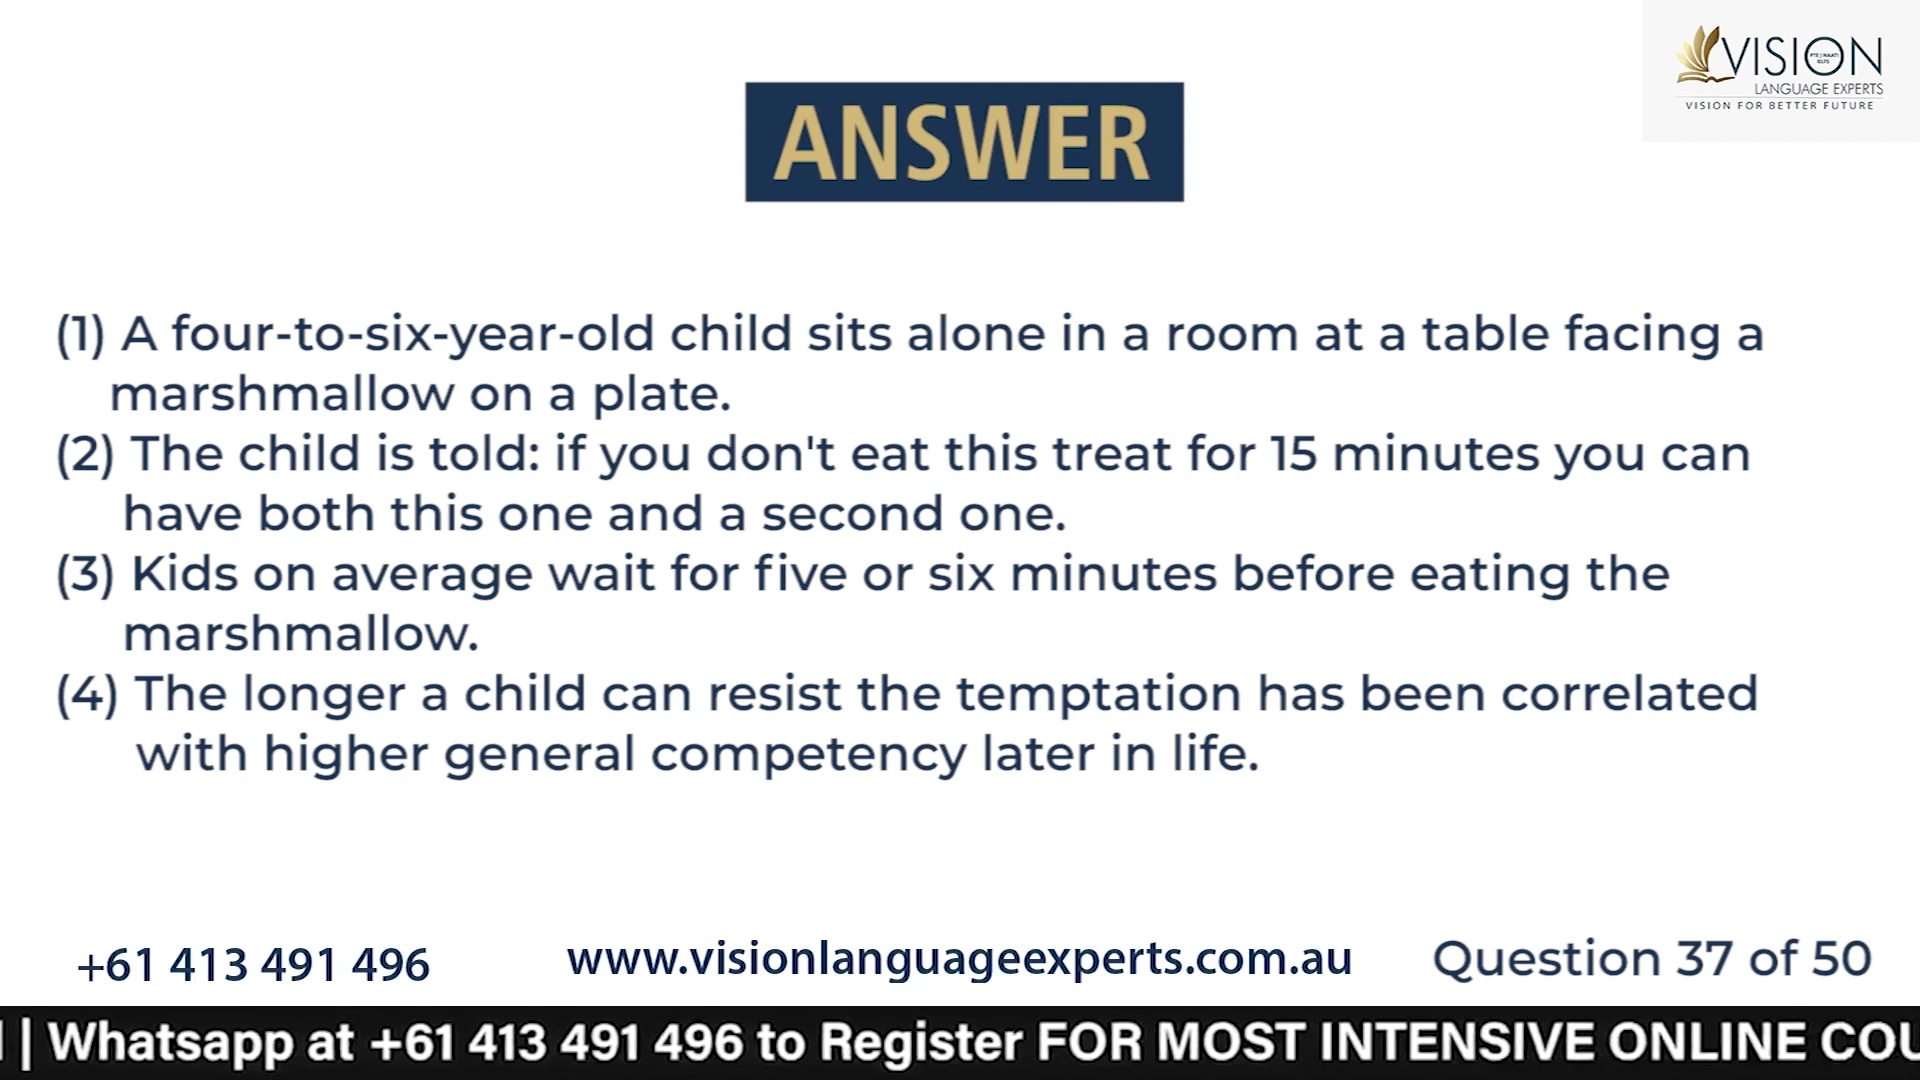 VISION
LANGUAGE EXPERTS
VISION FOR BETTER FUTURE
ANSWER
(1) A four-to-six-year-old child sits alone in a room at a table facing a
marshmallow on a plate.
(2) The child is told: if you don't eat this treat for 15 minutes you can
have both this one and a second one.
(3) Kids on average wait for five or six minutes before eating the
marshmallow.
(4) The longer a child can resist the temptation has been correlated
with higher general competency later in life.
+61 413 491 496
www.visionlanguageexperts.com.au
Question 37 of 50
| Whatsapp at +61 413 491 496 to Register FOR MOST INTENSIVE ONLINE COU